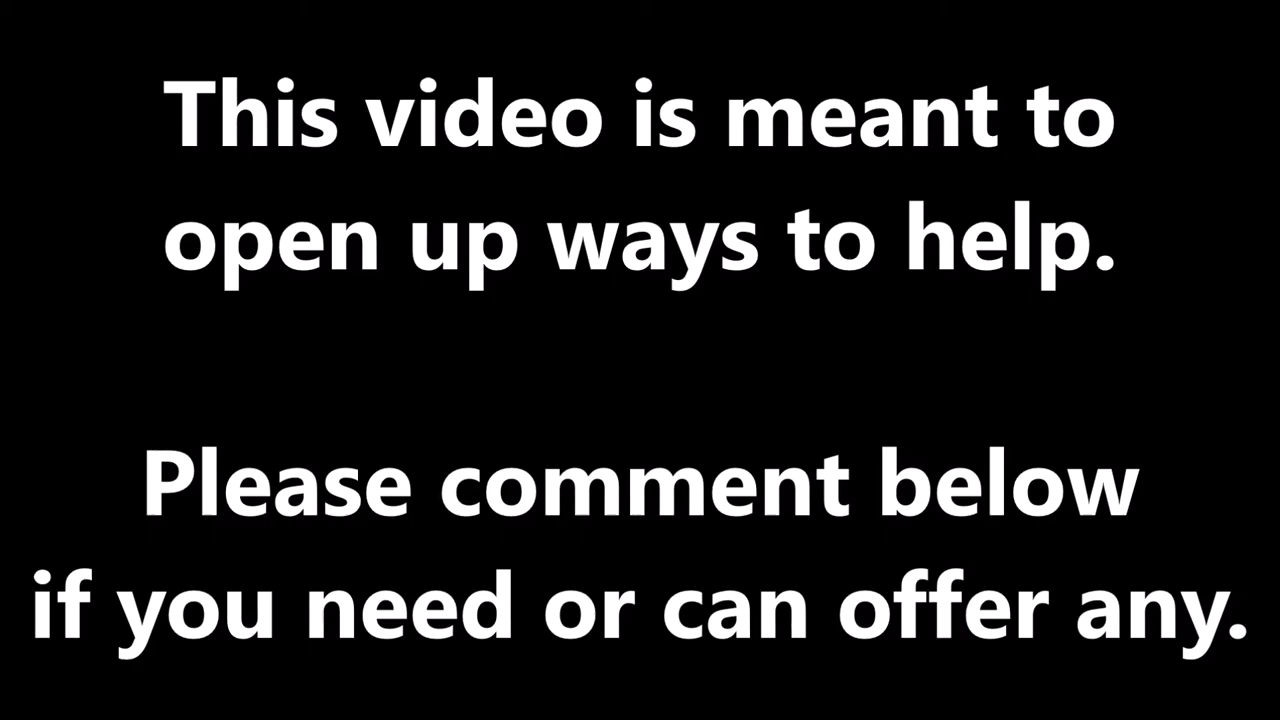 This video is meant to
open up ways to help.
Please comment below
if you need or can offer any.